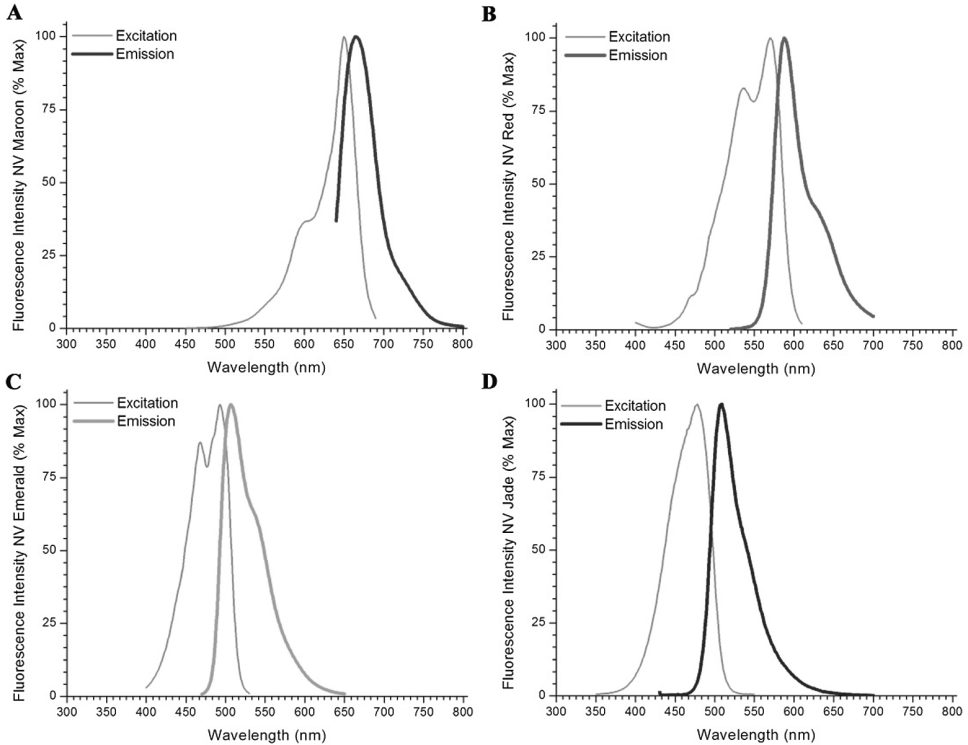 A
Fluorescence Intensity NV Maroon (% Max)
Excitation
Emission
100
75
50
25
0
300 350 400 450 500 550 600 650 700 750 800
Wavelength (nm)
B
Fluorescence Intensity NV Red (% Max)
Excitation
Emission
100
75
50
25
0
300 350 400 450 500 550 600 650 700 750 800
Wavelength (nm)
C
Fluorescence Intensity NV Emerald (% Max)
Excitation
Emission
100
75
50
25
0
300 350 400 450 500 550 600 650 700 750 800
Wavelength (nm)
D
Fluorescence Intensity NV Jade (% Max)
Excitation
Emission
100
75
50
25
0
300 350 400 450 500 550 600 650 700 750 800
Wavelength (nm)